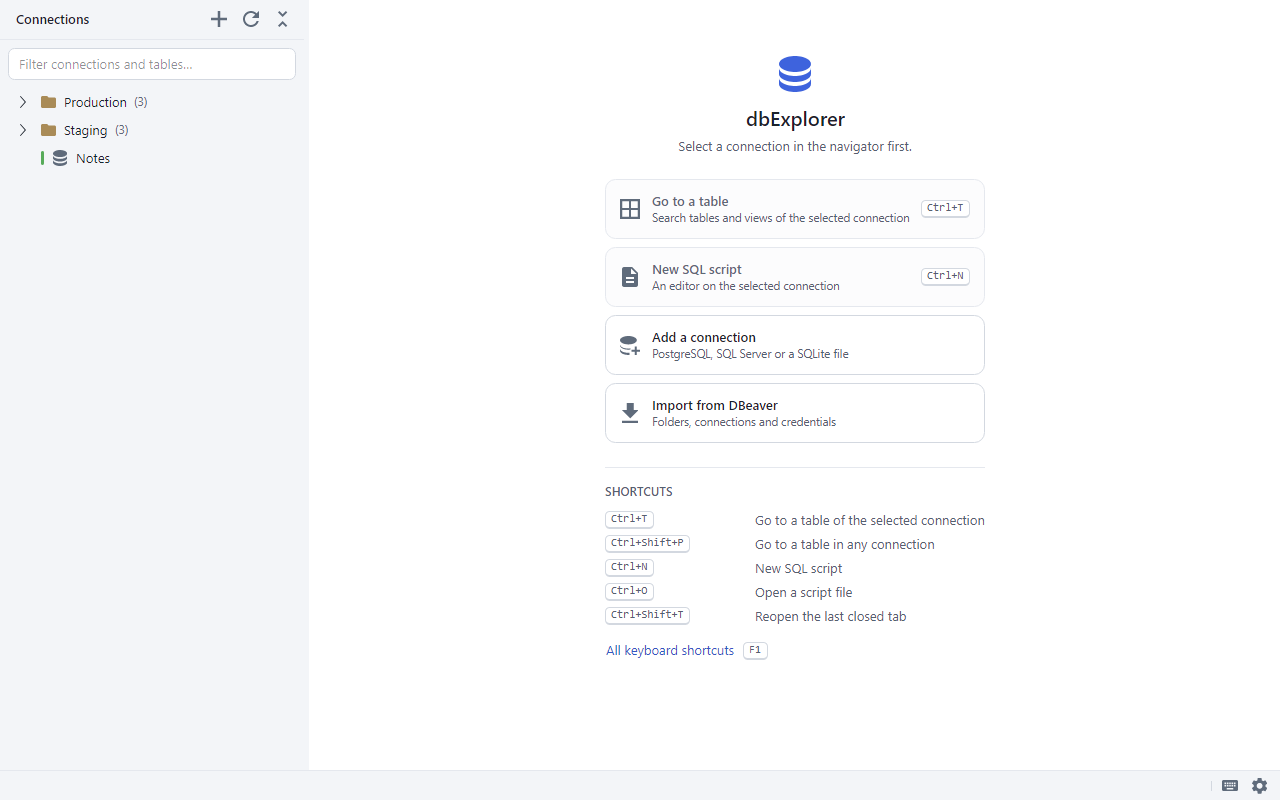 Connections
Filter connections and tables...
Production (3)
Staging (3)
Notes
dbExplorer
Select a connection in the navigator first.
Go to a table
Search tables and views of the selected connection
Ctrl+T
New SQL script
An editor on the selected connection
Ctrl+N
Add a connection
PostgreSQL, SQL Server or a SQLite file
Import from DBeaver
Folders, connections and credentials
SHORTCUTS
Ctrl+T Go to a table of the selected connection
Ctrl+Shift+P Go to a table in any connection
Ctrl+N New SQL script
Ctrl+O Open a script file
Ctrl+Shift+T Reopen the last closed tab
All keyboard shortcuts F1